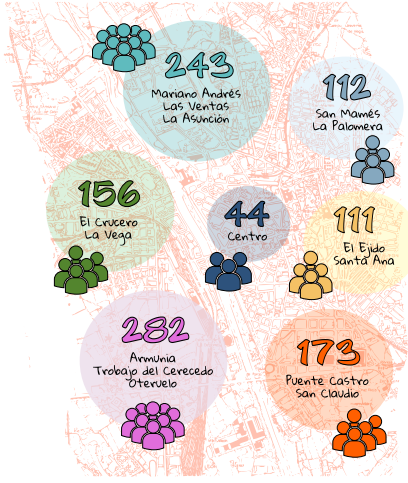 243
Mariano Andrés
Las Ventas
La Asunción
112
San Mamés
La Palomera
156
El Crucero
La Vega
44
Centro
111
El Ejido
Santa Ana
282
Armunia
Trobajo del Cerecedo
Oteruelo
173
Puente Castro
San Claudio